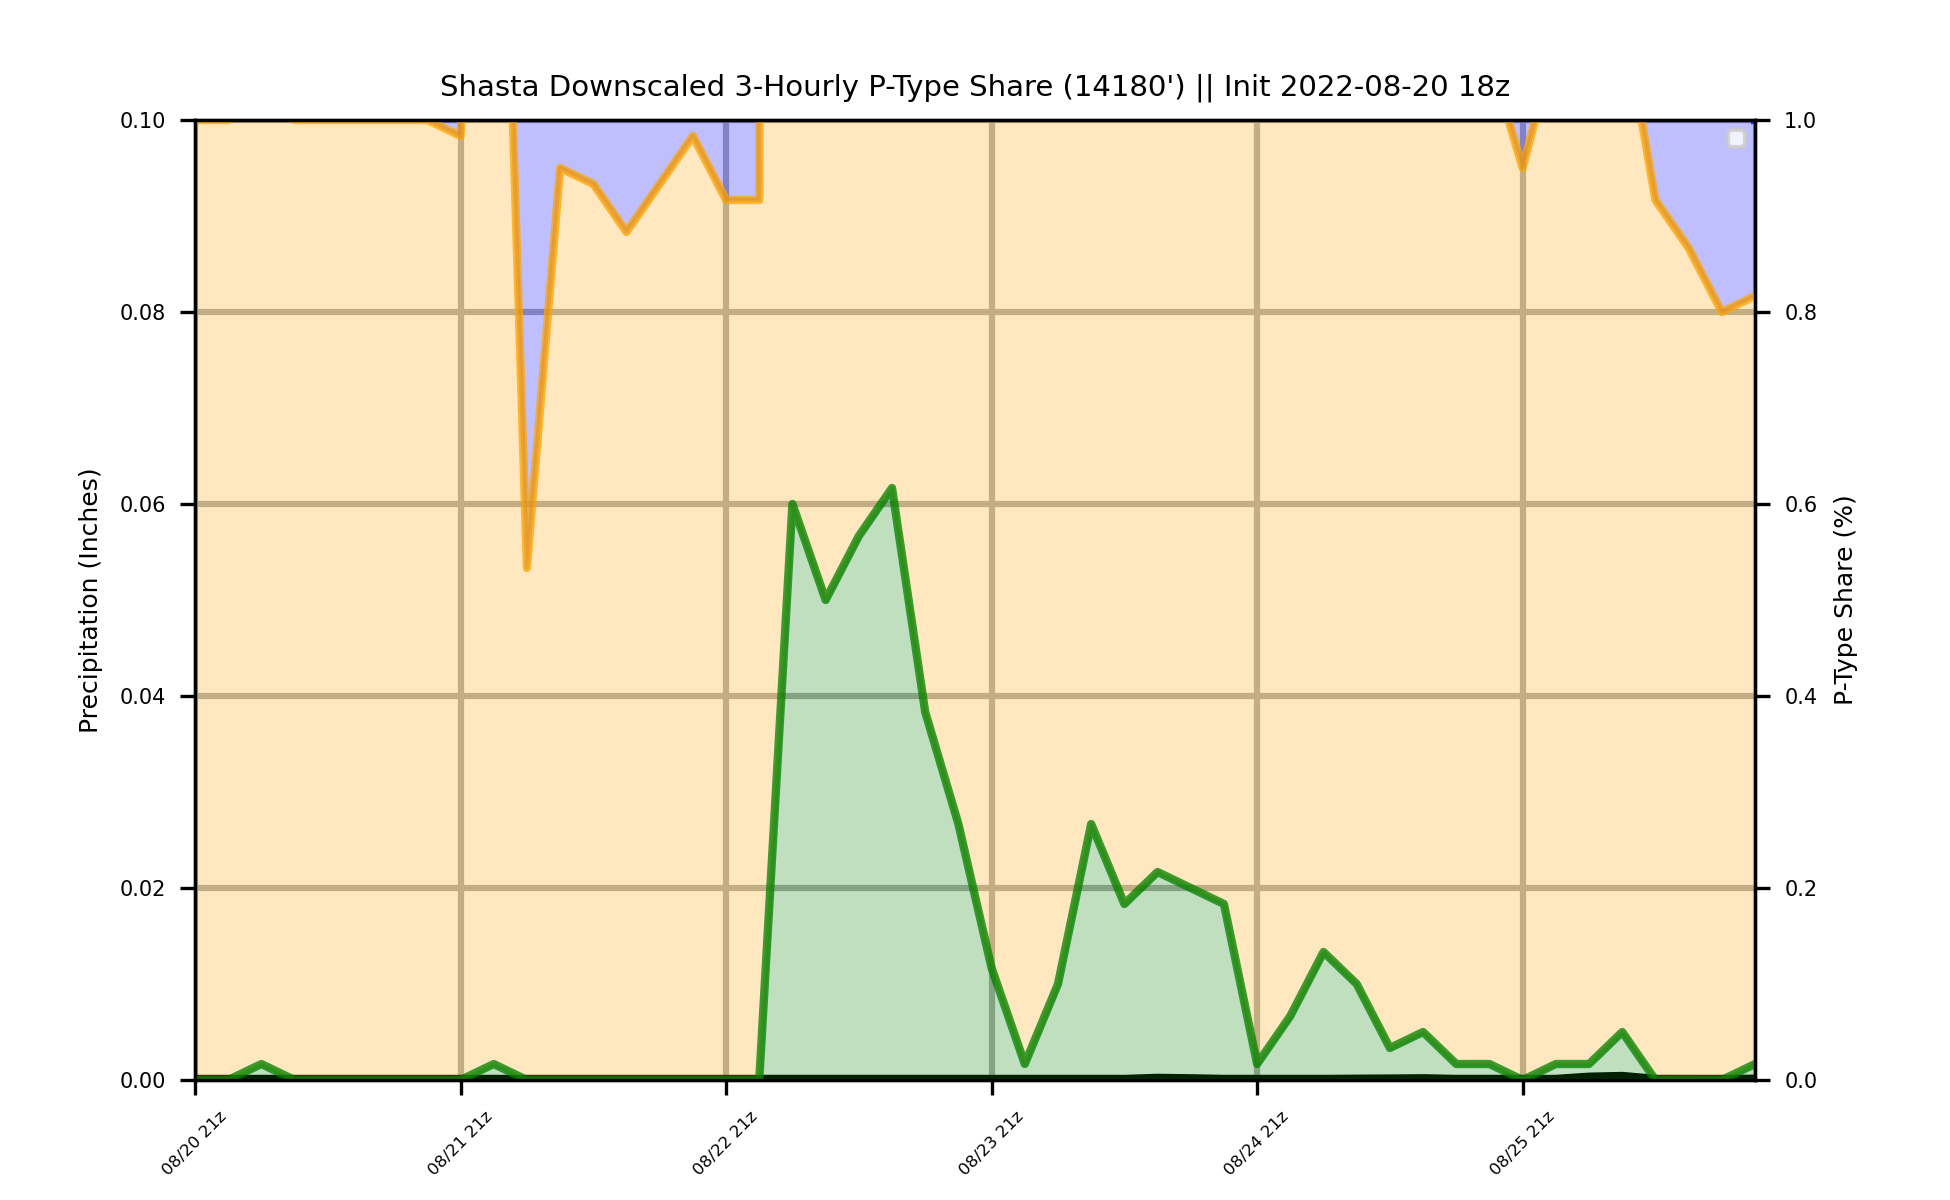 Shasta Downscaled 3-Hourly P-Type Share (14180') || Init 2022-08-20 18z
Precipitation (Inches)
0.10
0.08
0.06
0.04
0.02
0.00
1.0
0.8
0.6
0.4
0.2
0.0
P-Type Share (%)
08/20 21z
08/21 21z
08/22 21z
08/23 21z
08/24 21z
08/25 21z